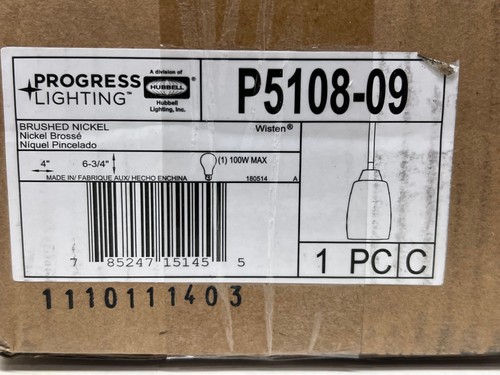 PROGRESS
LIGHTING™
A division of
HUBBELL
Hubbell
Lighting, Inc.
P5108-09
BRUSHED NICKEL
Nickel Brossé
Níquel Pincelado
Wisten®
4" 6-3/4" (1) 100W MAX
MADE IN/ FABRIQUE AUX/ HECHO ENCHINA 180514 A
7 85247 15145 5
1 PC C
1110111403